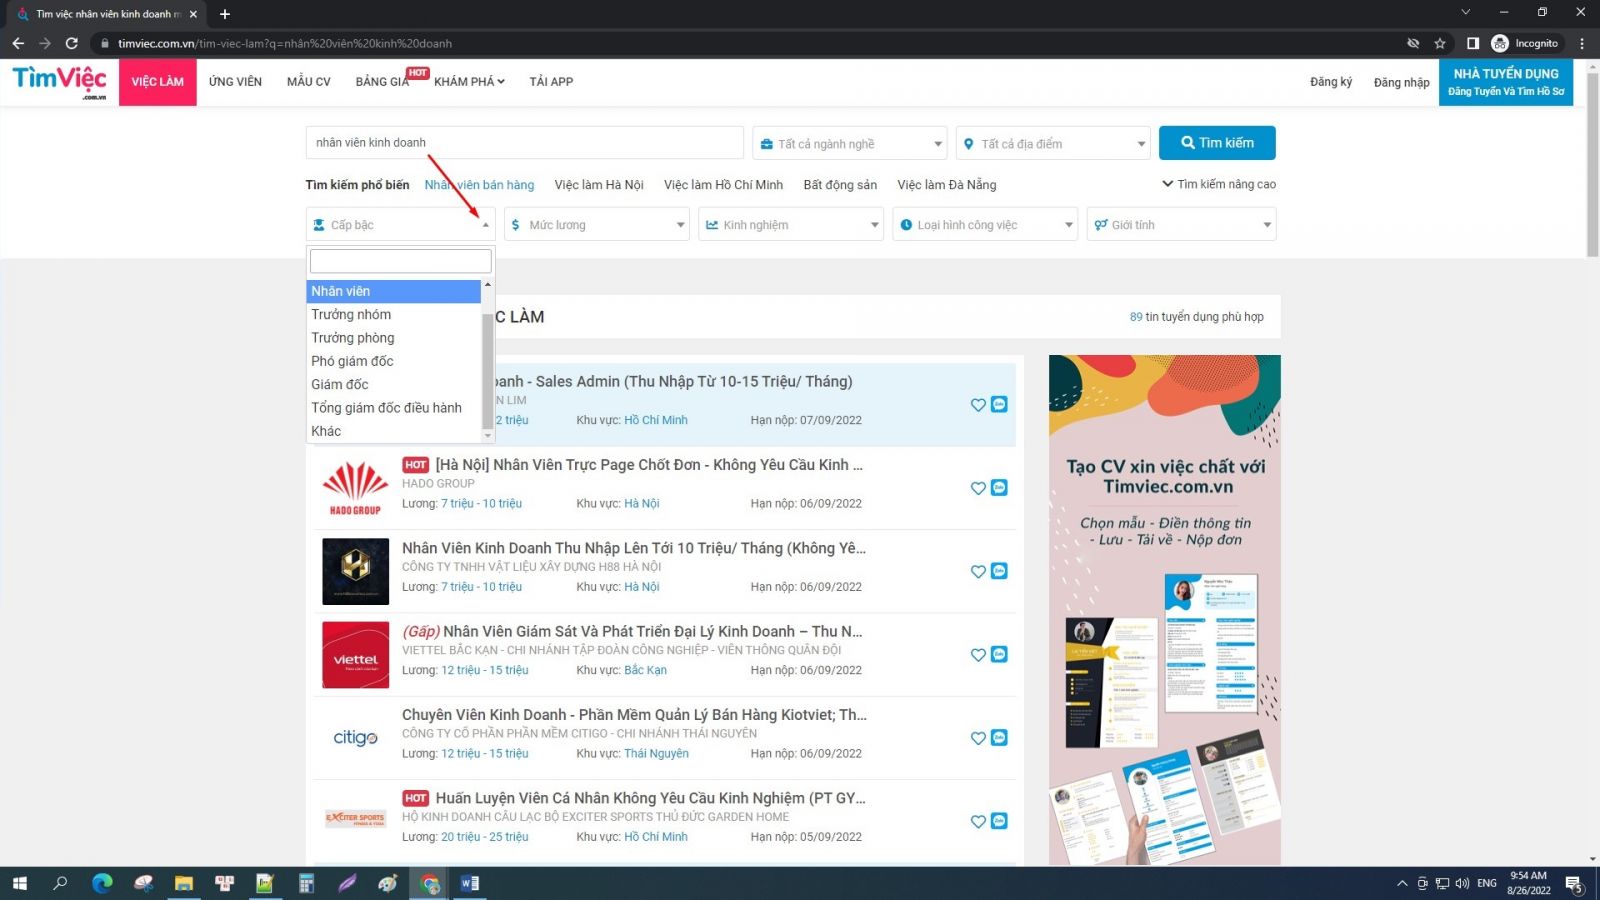 Tìm việc nhân viên kinh doanh m
timviec.com.vn/tim-viec-lam?q=nhân%20viên%20kinh%20doanh
Incognito
TìmViệc
.com.vn
VIỆC LÀM
ỨNG VIÊN
MẪU CV
BẢNG GIÁ
HOT
KHÁM PHÁ
TẢI APP
Đăng ký
Đăng nhập
NHÀ TUYỂN DỤNG
Đăng Tuyển Và Tìm Hồ Sơ
nhân viên kinh doanh
Tất cả ngành nghề
Tất cả địa điểm
Tìm kiếm
Tìm kiếm phổ biến
Nhân viên bán hàng
Việc làm Hà Nội
Việc làm Hồ Chí Minh
Bất động sản
Việc làm Đà Nẵng
Tìm kiếm nâng cao
Cấp bậc
Mức lương
Kinh nghiệm
Loại hình công việc
Giới tính
Nhân viên
Trưởng nhóm
Trưởng phòng
Phó giám đốc
Giám đốc
Tổng giám đốc điều hành
Khác
C LÀM
89 tin tuyển dụng phù hợp
oanh - Sales Admin (Thu Nhập Từ 10-15 Triệu/ Tháng)
N LIM
2 triệu
Khu vực: Hồ Chí Minh
Hạn nộp: 07/09/2022
HADO GROUP
HOT [Hà Nội] Nhân Viên Trực Page Chốt Đơn - Không Yêu Cầu Kinh ...
HADO GROUP
Lương: 7 triệu - 10 triệu
Khu vực: Hà Nội
Hạn nộp: 06/09/2022
Nhân Viên Kinh Doanh Thu Nhập Lên Tới 10 Triệu/ Tháng (Không Yê...
CÔNG TY TNHH VẬT LIỆU XÂY DỰNG H88 HÀ NỘI
Lương: 7 triệu - 10 triệu
Khu vực: Hà Nội
Hạn nộp: 06/09/2022
viettel
(Gấp) Nhân Viên Giám Sát Và Phát Triển Đại Lý Kinh Doanh – Thu N...
VIETTEL BẮC KẠN - CHI NHÁNH TẬP ĐOÀN CÔNG NGHIỆP - VIỄN THÔNG QUÂN ĐỘI
Lương: 12 triệu - 15 triệu
Khu vực: Bắc Kạn
Hạn nộp: 06/09/2022
citigo
Chuyên Viên Kinh Doanh - Phần Mềm Quản Lý Bán Hàng Kiotviet; Th...
CÔNG TY CỔ PHẦN PHẦN MỀM CITIGO - CHI NHÁNH THÁI NGUYÊN
Lương: 12 triệu - 15 triệu
Khu vực: Thái Nguyên
Hạn nộp: 06/09/2022
EXCITER SPORTS
FITNESS & YOGA
HOT Huấn Luyện Viên Cá Nhân Không Yêu Cầu Kinh Nghiệm (PT GY...
HỘ KINH DOANH CÂU LẠC BỘ EXCITER SPORTS THỦ ĐỨC GARDEN HOME
Lương: 20 triệu - 25 triệu
Khu vực: Hồ Chí Minh
Hạn nộp: 05/09/2022
Tạo CV xin việc chất với
Timviec.com.vn
Chọn mẫu - Điền thông tin
- Lưu - Tải về - Nộp đơn
ENG
9:54 AM
8/26/2022
5